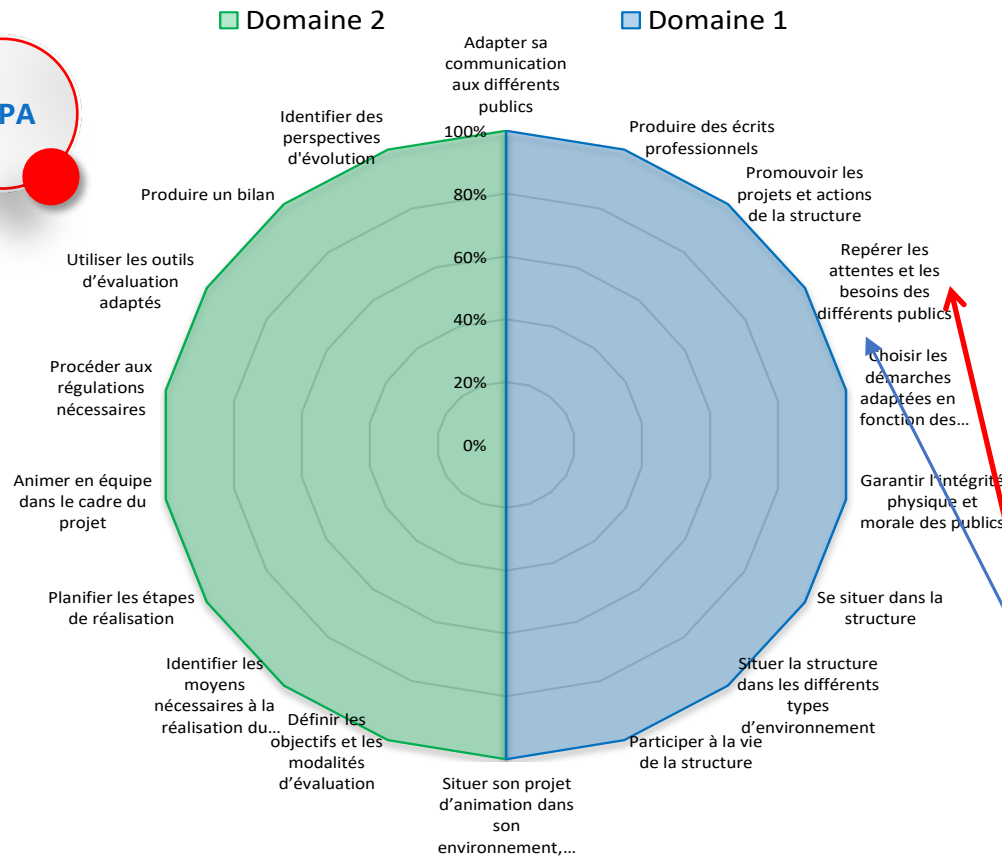 Domaine 2
Domaine 1
PA
Adapter sa
communication
aux différents
publics
Produire des écrits
professionnels
Promouvoir les
projets et actions
de la structure
Repérer les
attentes et les
besoins des
différents publics
Choisir les
démarches
adaptées en
fonction des…
Garantir l'intégrité
physique et
morale des publics
Se situer dans la
structure
Situer la structure
dans les différents
types
d’environnement
Participer à la vie
de la structure
Situer son projet
d’animation dans
son
environnement,…
Définir les
objectifs et les
modalités
d’évaluation
Identifier les
moyens
nécessaires à la
réalisation du…
Planifier les étapes
de réalisation
Animer en équipe
dans le cadre du
projet
Procéder aux
régulations
nécessaires
Utiliser les outils
d’évaluation
adaptés
Produire un bilan
Identifier des
perspectives
d'évolution
100%
80%
60%
40%
20%
0%